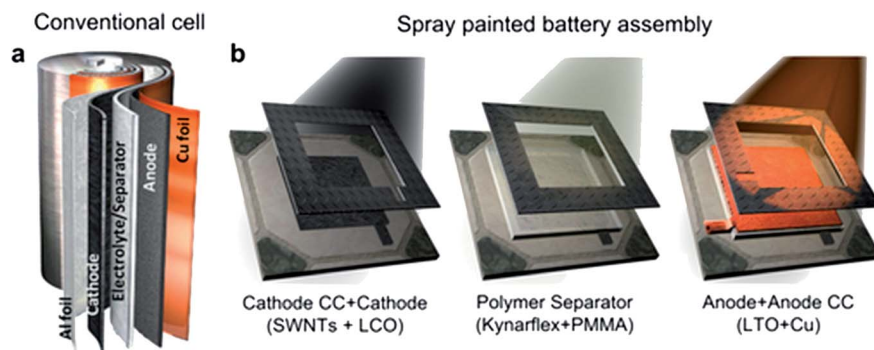 Conventional cell
Spray painted battery assembly
a
b
Al foil
Cathode
Electrolyte/Separator
Anode
Cu foil
Cathode CC+Cathode
(SWNTs + LCO)
Polymer Separator
(Kynarflex+PMMA)
Anode+Anode CC
(LTO+Cu)